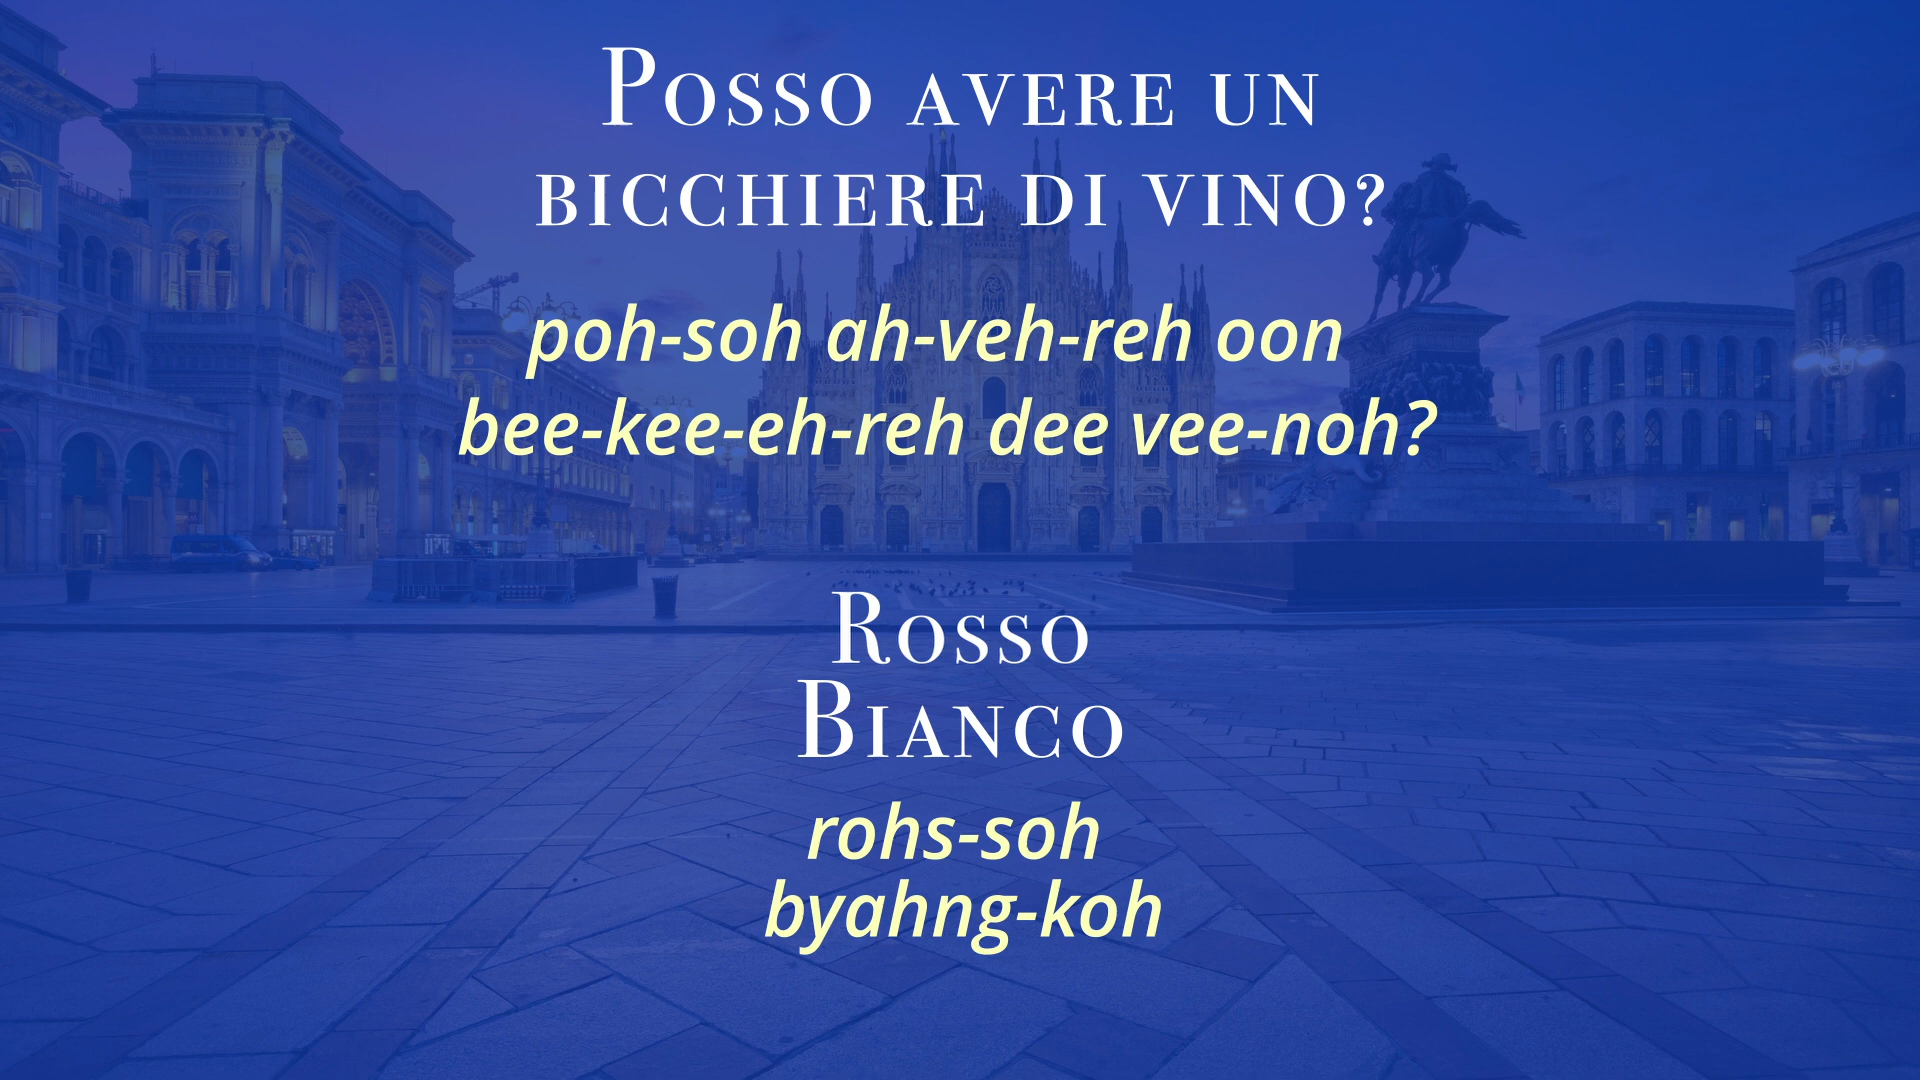 Posso avere un
bicchiere di vino?
poh-soh ah-veh-reh oon
bee-kee-eh-reh dee vee-noh?
Rosso
Bianco
rohs-soh
byahng-koh